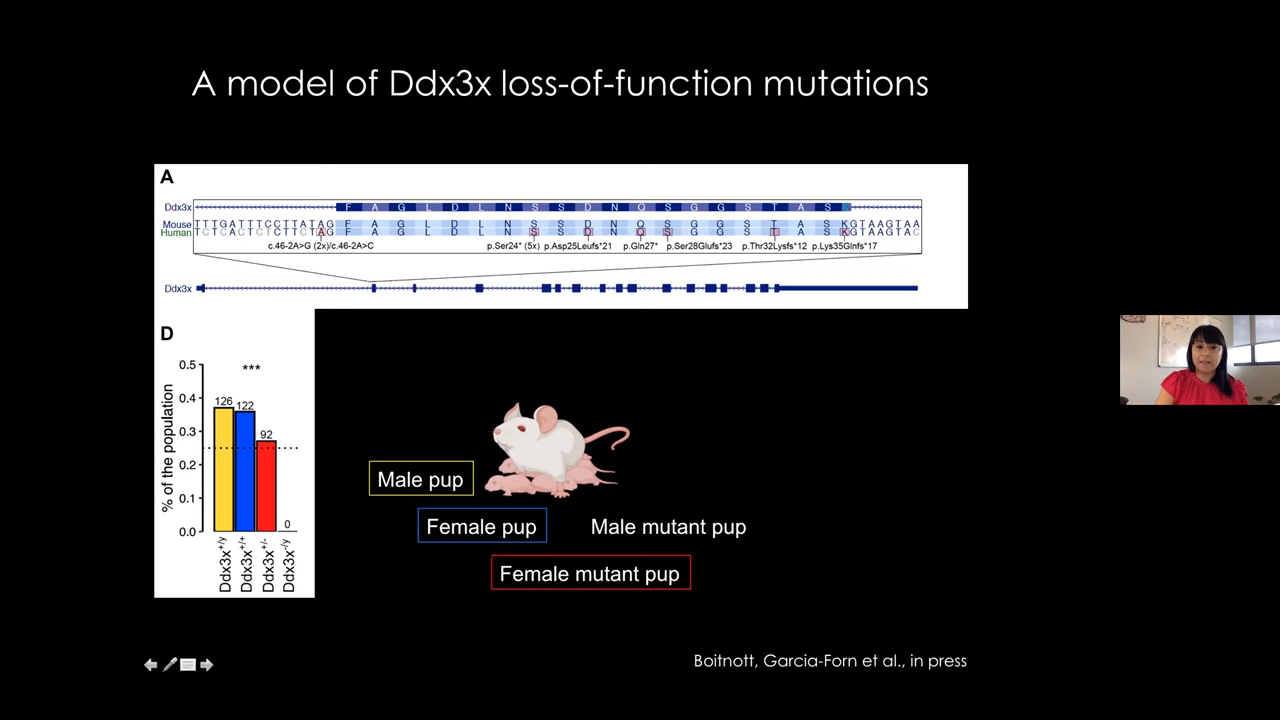 A model of Ddx3x loss-of-function mutations
A
Ddx3x F A G L D L N S S D N Q S G G S T A S K
Mouse TTTGATTTCCTTATAG F A G L D L N S S D N Q S G G S T A S KGTAAGTAA
Human TCTCACTCTCTTCTAG F A G L D L N S S D N Q S G G S T A S KGTAAGTAC
c.46-2A>G (2x)/c.46-2A>C p.Ser24* (5x) p.Asp25Leufs*21 p.Gln27* p.Ser28Glufs*23 p.Thr32Lysfs*12 p.Lys35Glnfs*17
Ddx3x
D
% of the population
0.5
0.4
0.3
0.2
0.1
0.0
***
126
122
92
0
Ddx3x+/y
Ddx3x+/+
Ddx3x+/-
Ddx3x-/y
Male pup
Female pup
Male mutant pup
Female mutant pup
Boitnott, Garcia-Forn et al., in press